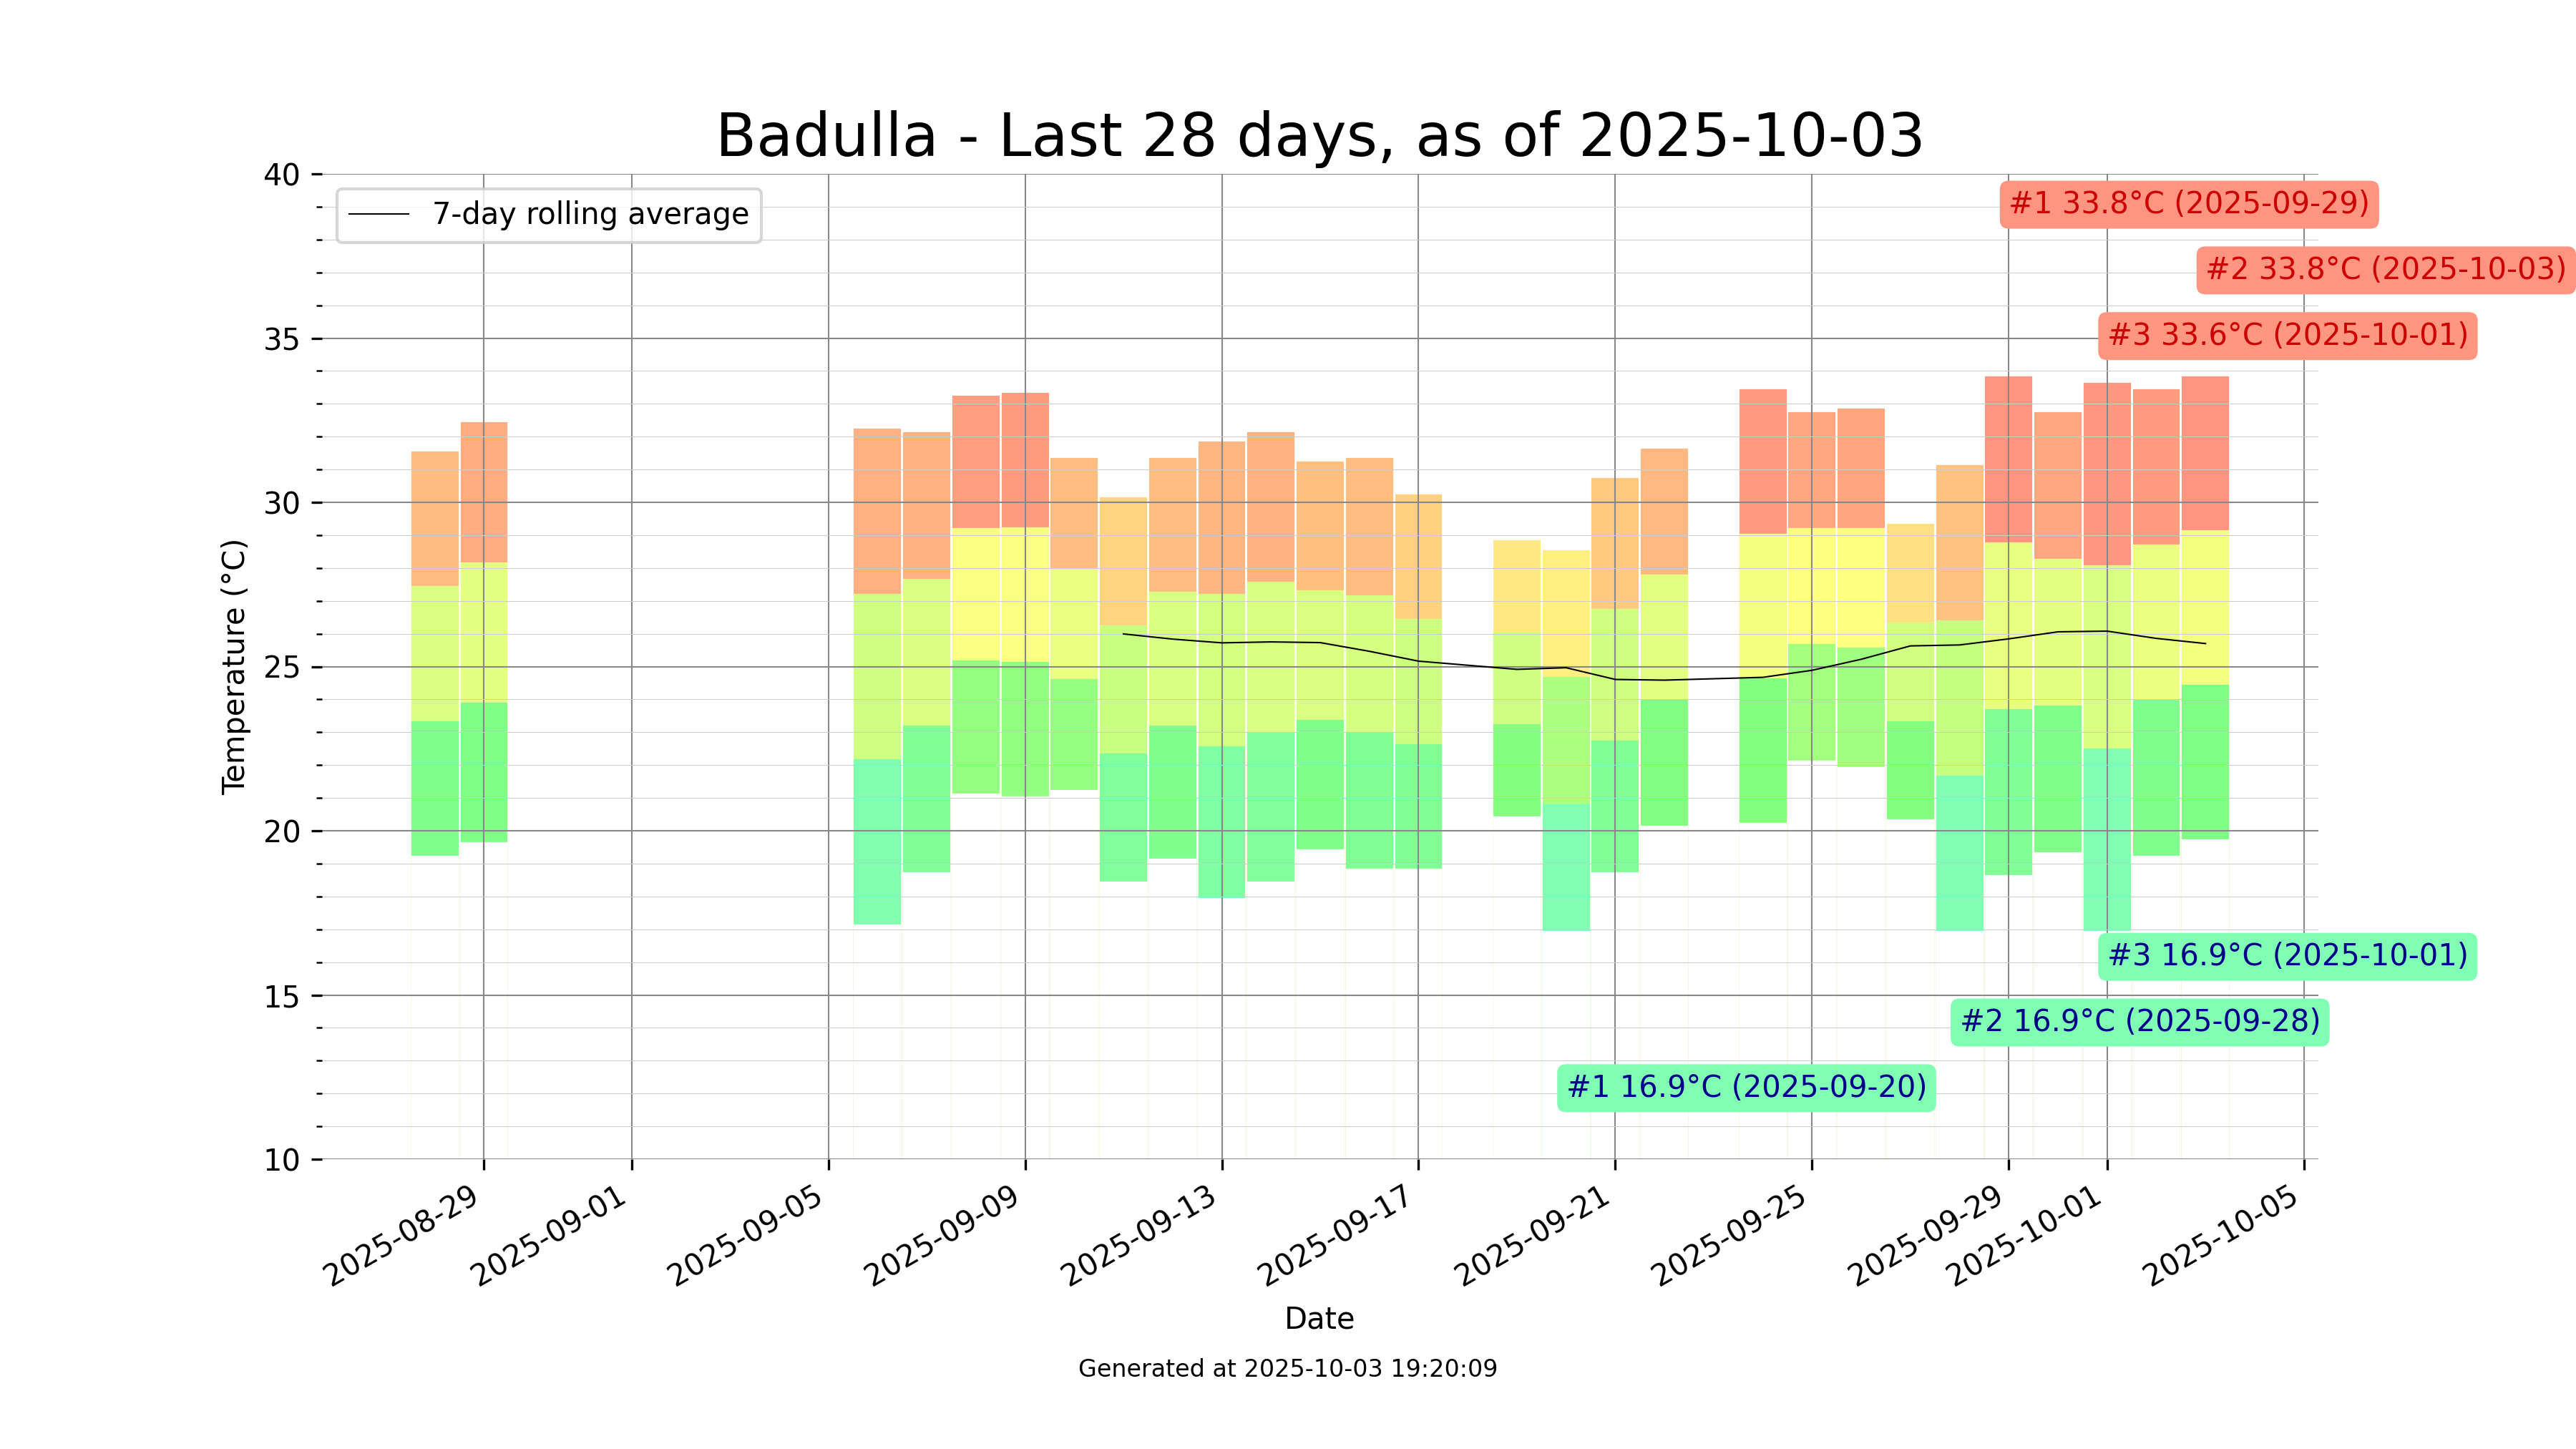 Badulla - Last 28 days, as of 2025-10-03
7-day rolling average
#1 33.8°C (2025-09-29)
#2 33.8°C (2025-10-03)
#3 33.6°C (2025-10-01)
#3 16.9°C (2025-10-01)
#2 16.9°C (2025-09-28)
#1 16.9°C (2025-09-20)
Temperature (°C)
40
35
30
25
20
15
10
2025-08-29
2025-09-01
2025-09-05
2025-09-09
2025-09-13
2025-09-17
2025-09-21
2025-09-25
2025-09-29
2025-10-01
2025-10-05
Date
Generated at 2025-10-03 19:20:09